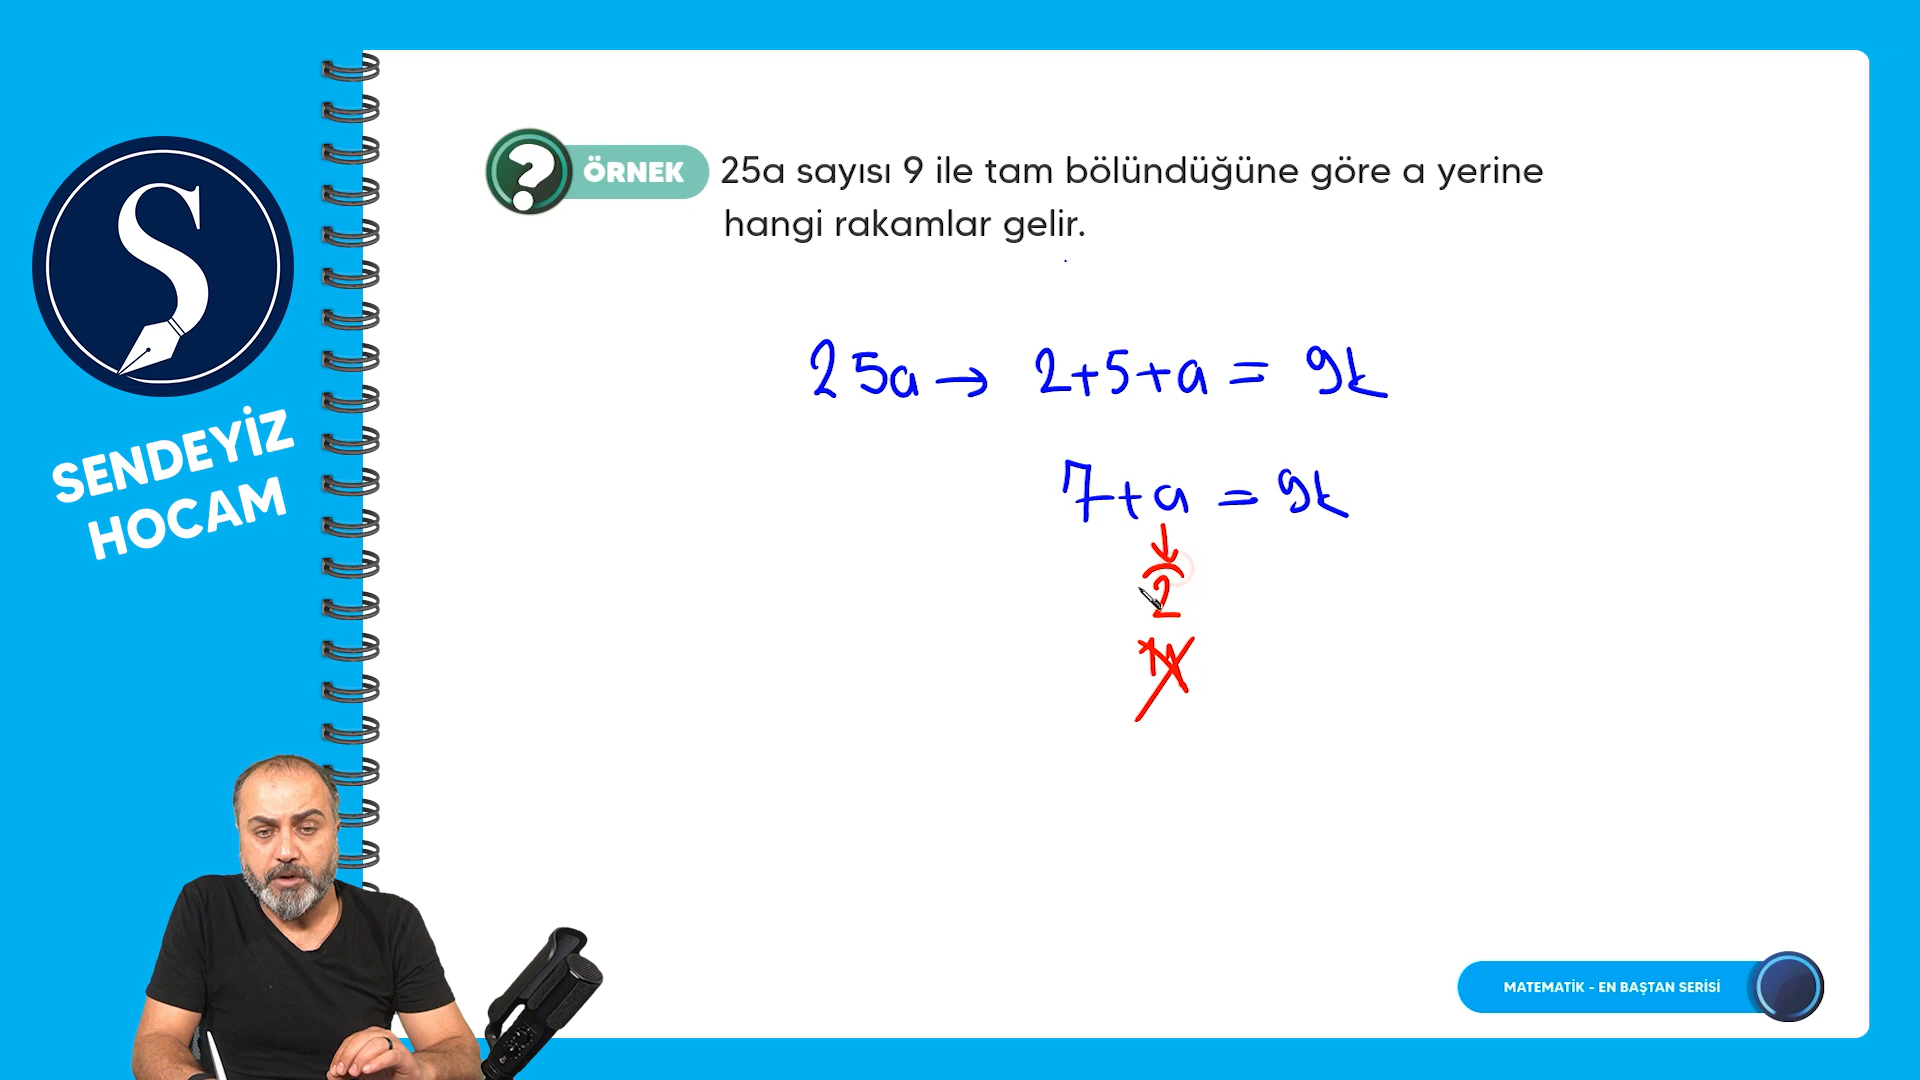 SENDEYİZ
HOCAM
ÖRNEK
25a sayısı 9 ile tam bölündüğüne göre a yerine
hangi rakamlar gelir.
25a → 2+5+a = 9k
7+a = 9k
2
MATEMATİK - EN BAŞTAN SERİSİ